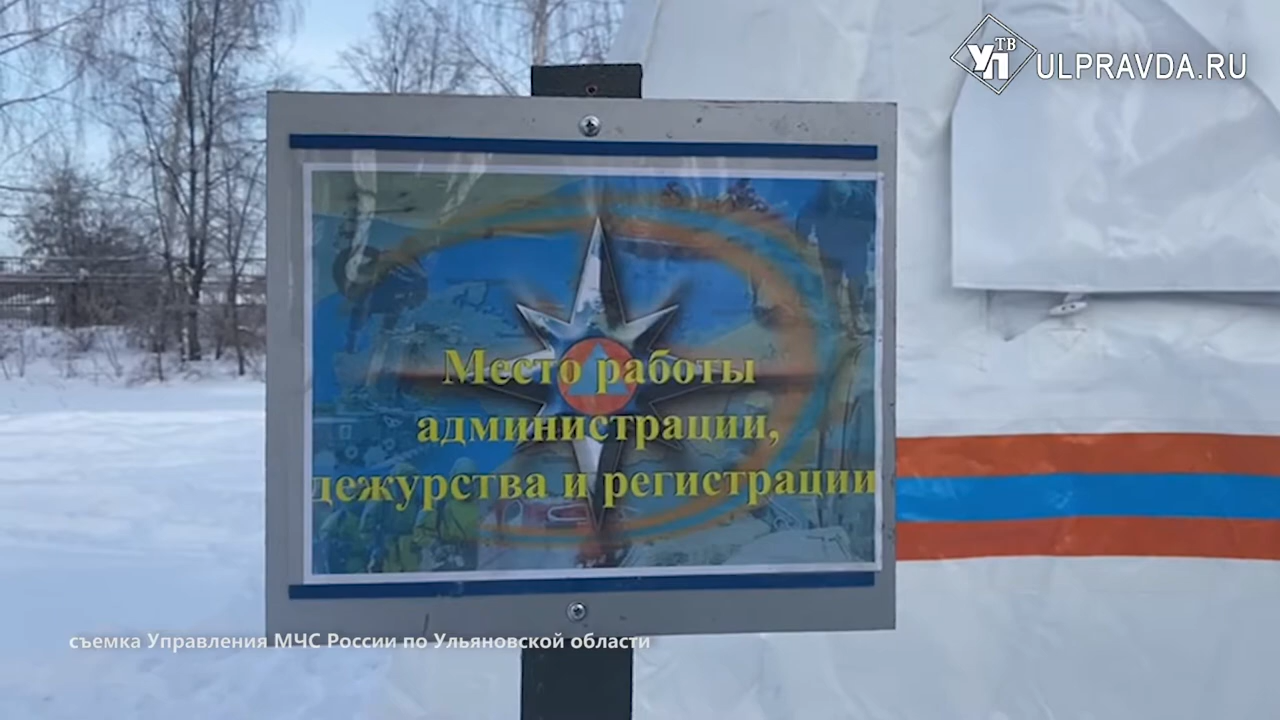 УП ТВ
ULPRAVDA.RU
Место работы
администрации,
дежурства и регистрации
съемка Управления МЧС России по Ульяновской области